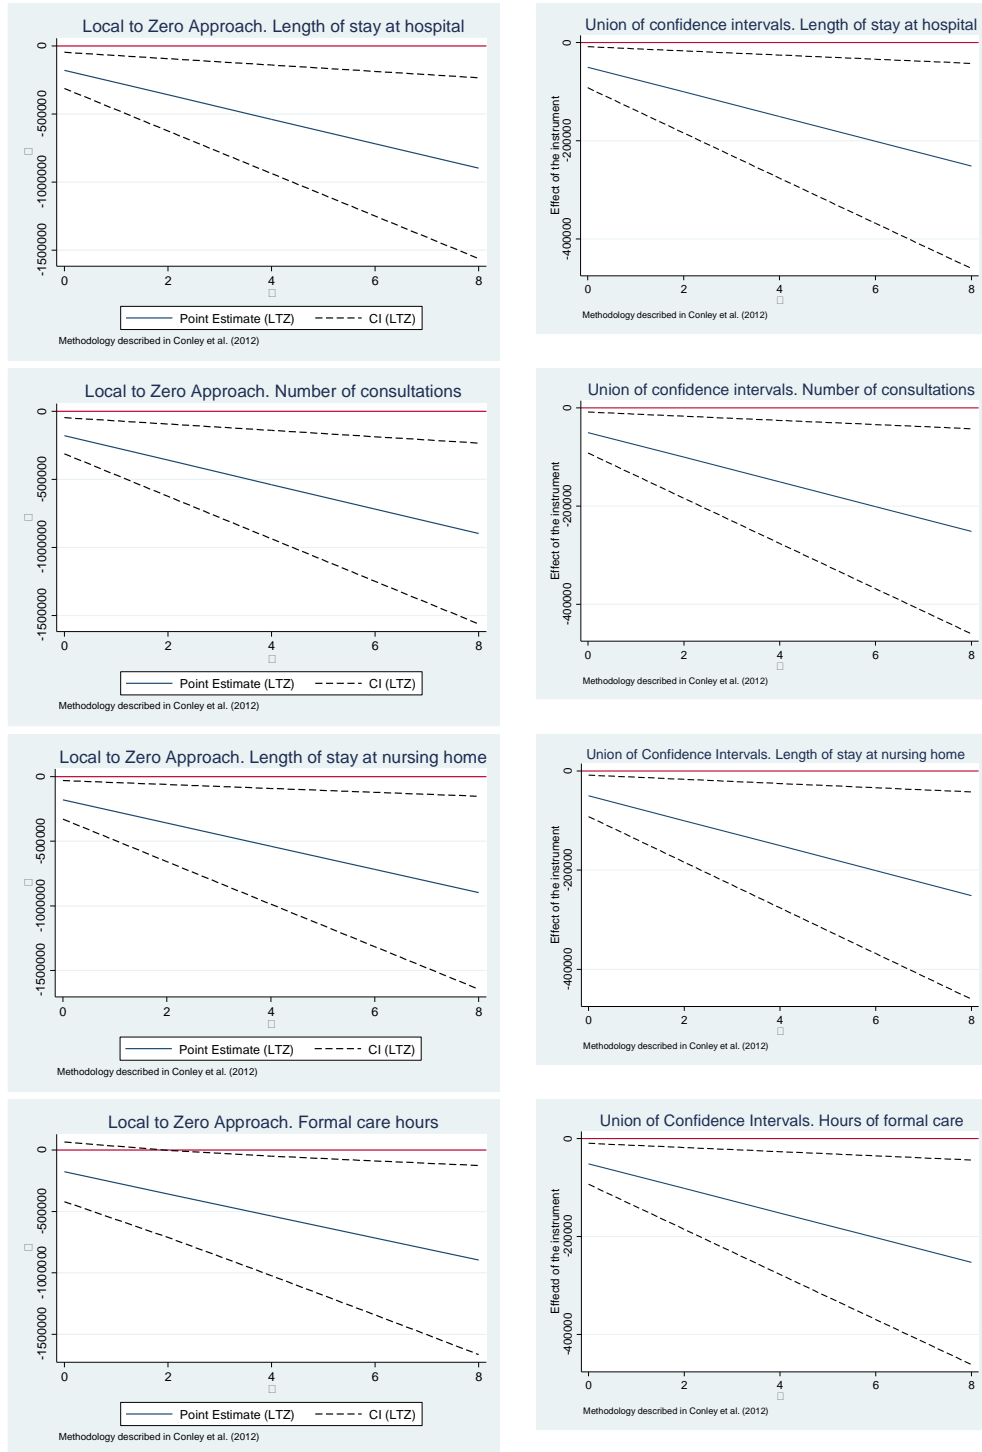 Local to Zero Approach. Length of stay at hospital
0
-500000
-1000000
-1500000
0 2 4 6 8
Point Estimate (LTZ) CI (LTZ)
Methodology described in Conley et al. (2012)
Union of confidence intervals. Length of stay at hospital
Effect of the instrument
0
-200000
-400000
0 2 4 6 8
Methodology described in Conley et al. (2012)
Local to Zero Approach. Number of consultations
0
-500000
-1000000
-1500000
0 2 4 6 8
Point Estimate (LTZ) CI (LTZ)
Methodology described in Conley et al. (2012)
Union of confidence intervals. Number of consultations
Effect of the instrument
0
-200000
-400000
0 2 4 6 8
Methodology described in Conley et al. (2012)
Local to Zero Approach. Length of stay at nursing home
0
-500000
-1000000
-1500000
0 2 4 6 8
Point Estimate (LTZ) CI (LTZ)
Methodology described in Conley et al. (2012)
Union of Confidence Intervals. Length of stay at nursing home
Effect of the instrument
0
-200000
-400000
0 2 4 6 8
Methodology described in Conley et al. (2012)
Local to Zero Approach. Formal care hours
0
-500000
-1000000
-1500000
0 2 4 6 8
Point Estimate (LTZ) CI (LTZ)
Methodology described in Conley et al. (2012)
Union of Confidence Intervals. Hours of formal care
Effectd of the instrument
0
-200000
-400000
0 2 4 6 8
Methodology described in Conley et al. (2012)